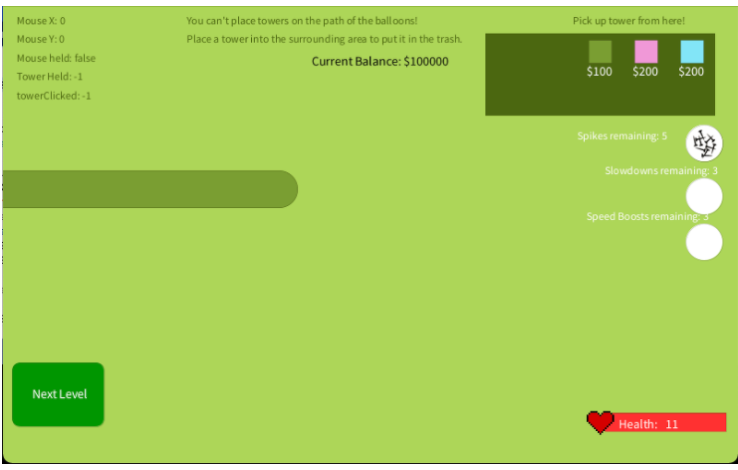 Mouse X: 0
Mouse Y: 0
Mouse held: false
Tower Held: -1
towerClicked: -1
You can't place towers on the path of the balloons!
Place a tower into the surrounding area to put it in the trash.
Current Balance: $100000
Pick up tower from here!
$100 $200 $200
Spikes remaining: 5
Slowdowns remaining: 3
Speed Boosts remaining: 3
Next Level
Health: 11